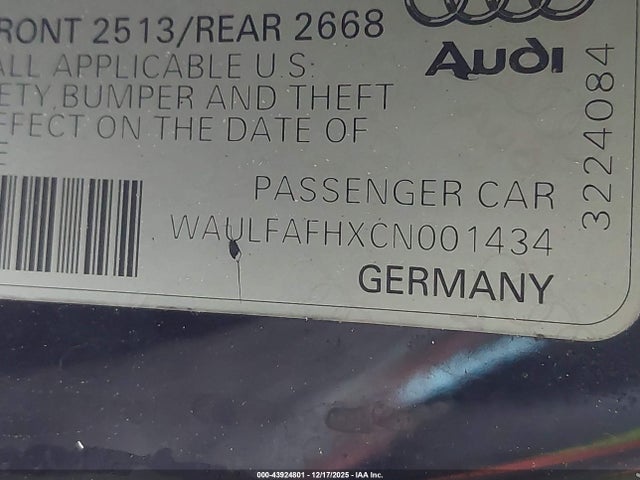 RONT 2513/REAR 2668
Audi
ALL APPLICABLE U.S:
ETY, BUMPER AND THEFT
EFFECT ON THE DATE OF
E
PASSENGER CAR
WAULFAFHXCN001434
GERMANY
3224084
000-43924801 - 12/17/2025 - IAA Inc.